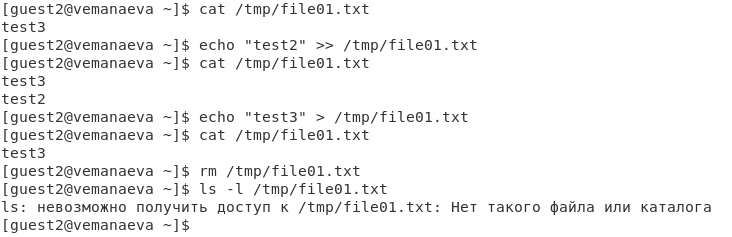 [guest2@vemanaeva ~]$ cat /tmp/file01.txt
test3
[guest2@vemanaeva ~]$ echo "test2" >> /tmp/file01.txt
[guest2@vemanaeva ~]$ cat /tmp/file01.txt
test3
test2
[guest2@vemanaeva ~]$ echo "test3" > /tmp/file01.txt
[guest2@vemanaeva ~]$ cat /tmp/file01.txt
test3
[guest2@vemanaeva ~]$ rm /tmp/file01.txt
[guest2@vemanaeva ~]$ ls -l /tmp/file01.txt
ls: невозможно получить доступ к /tmp/file01.txt: Нет такого файла или каталога
[guest2@vemanaeva ~]$